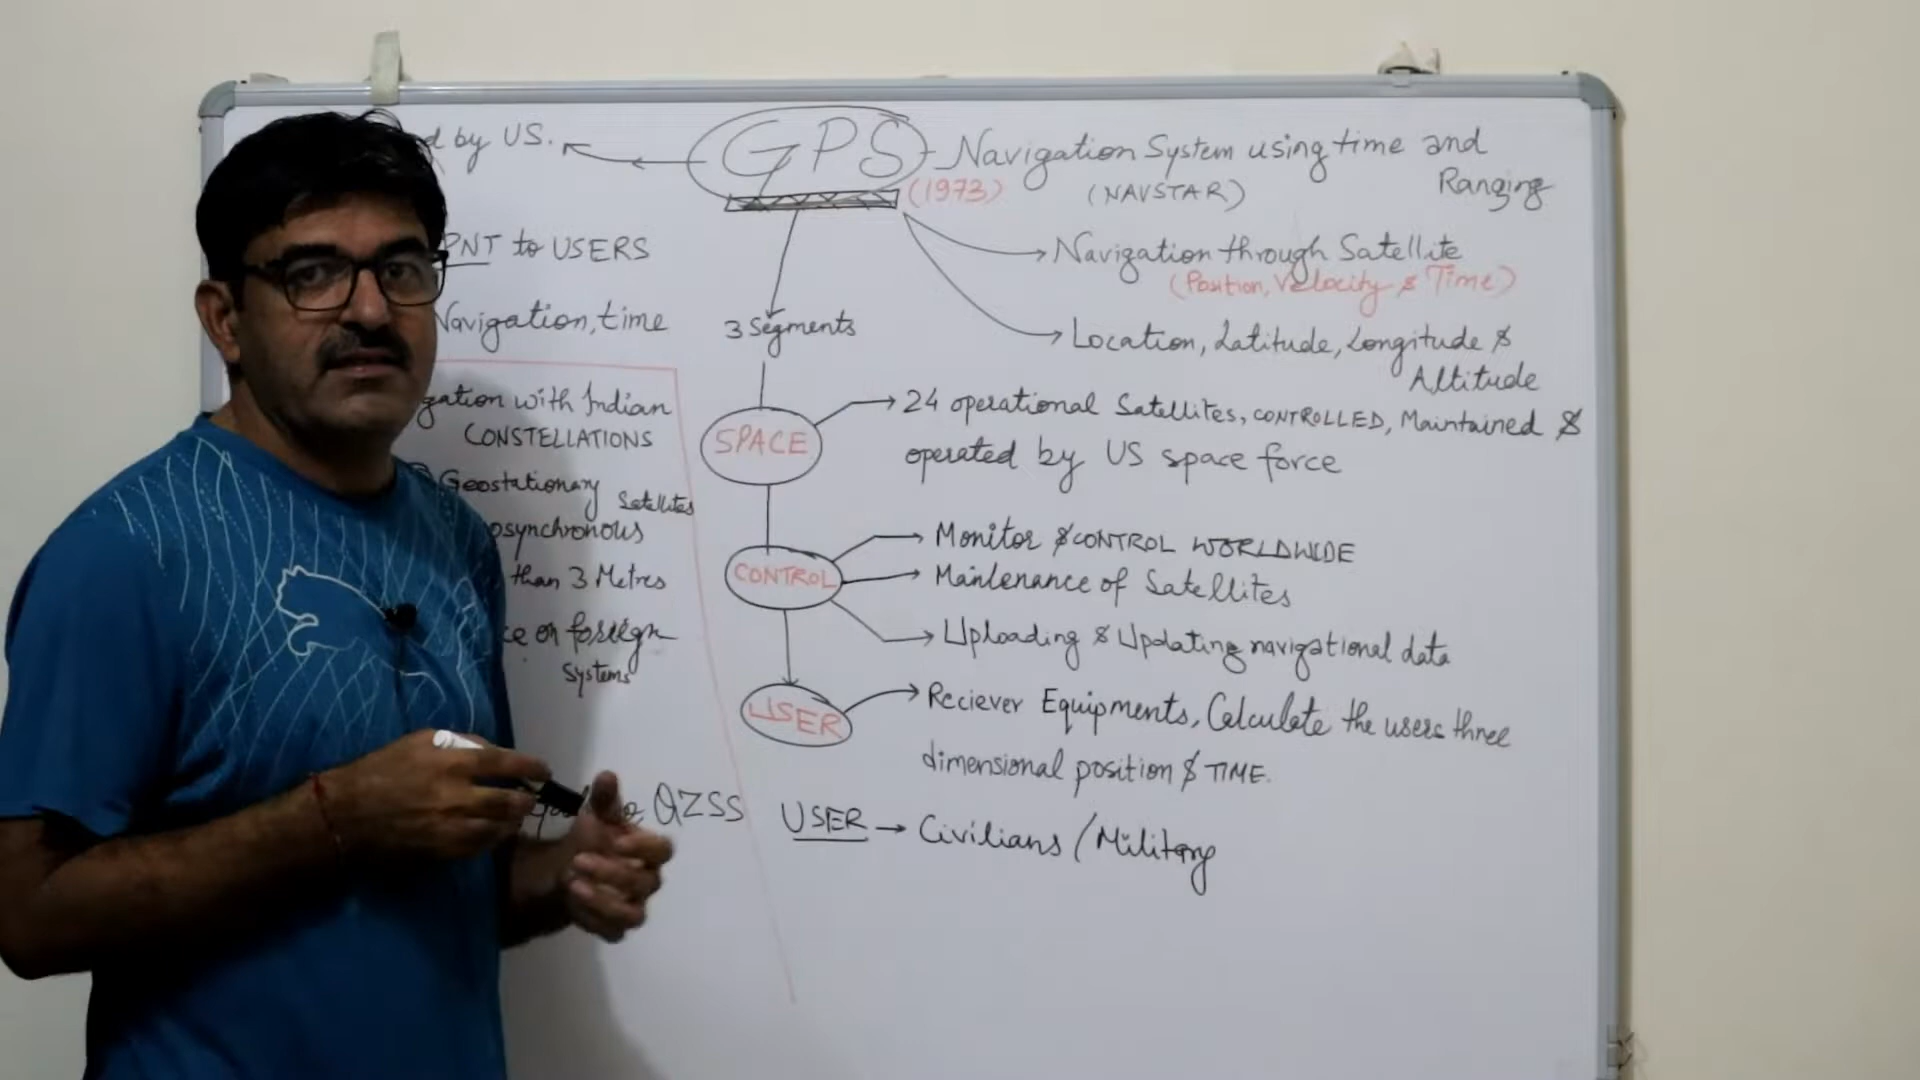 by US.
GPS
Navigation System using time and
Ranging
(1973)
(NAVSTAR)
PNT to USERS
Navigation, time
3 Segments
Navigation through Satellite
(Position, Velocity & Time)
Location, Latitude, Longitude &
Altitude
with Indian
CONSTELLATIONS
Geostationary Satellites
than 3 Metres
on foreign
Systems
QZSS
SPACE
24 operational Satellites, CONTROLLED, Maintained &
operated by US space force
CONTROL
Monitor & CONTROL WORLDWIDE
Maintenance of Satellites
Uploading & Updating navigational data
USER
Reciever Equipments, Calculate the users three
dimensional position & TIME.
USER → Civilians / Military